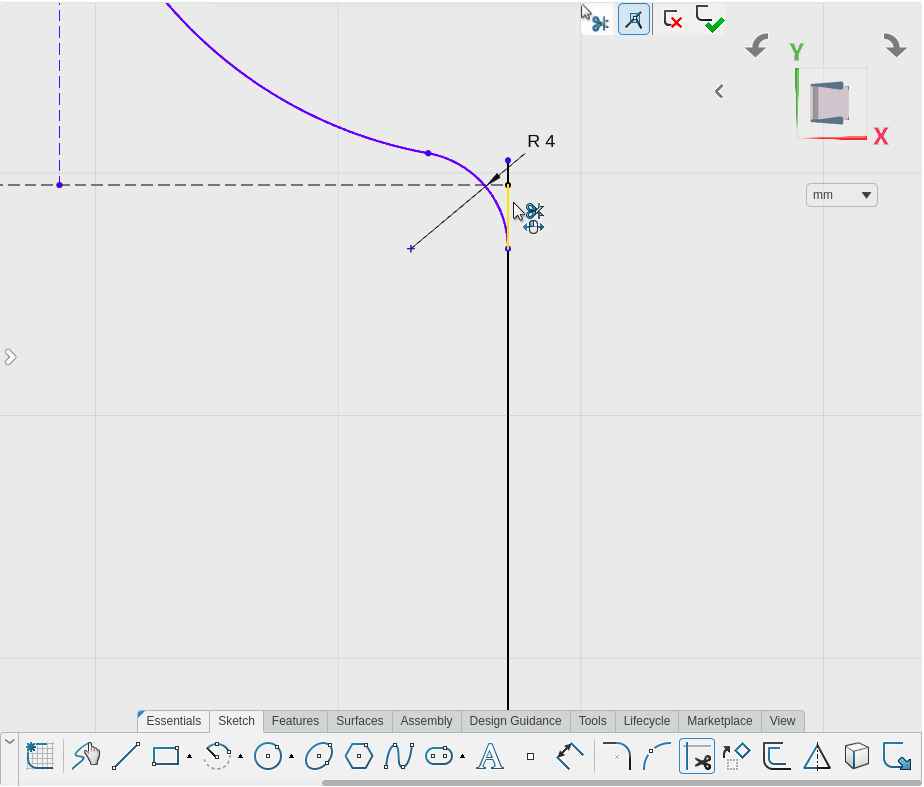 Y
X
R 4
mm
Essentials Sketch Features Surfaces Assembly Design Guidance Tools Lifecycle Marketplace View
A